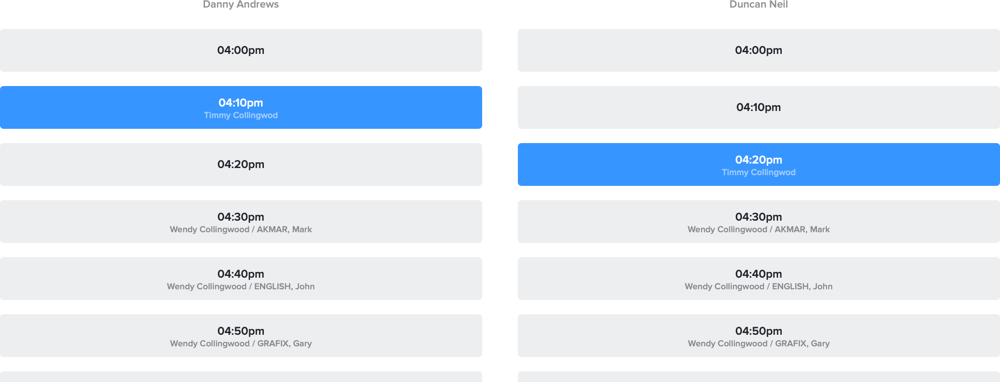 Danny Andrews
04:00pm
04:10pm
Timmy Collingwod
04:20pm
04:30pm
Wendy Collingwood / AKMAR, Mark
04:40pm
Wendy Collingwood / ENGLISH, John
04:50pm
Wendy Collingwood / GRAFIX, Gary
Duncan Neil
04:00pm
04:10pm
04:20pm
Timmy Collingwod
04:30pm
Wendy Collingwood / AKMAR, Mark
04:40pm
Wendy Collingwood / ENGLISH, John
04:50pm
Wendy Collingwood / GRAFIX, Gary